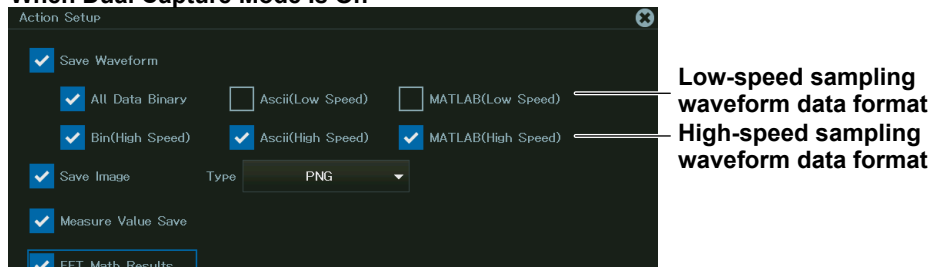 When Dual Capture Mode Is On
Action Setup
Save Waveform
All Data Binary Ascii(Low Speed) MATLAB(Low Speed)
Low-speed sampling
waveform data format
Bin(High Speed) Ascii(High Speed) MATLAB(High Speed)
High-speed sampling
waveform data format
Save Image Type PNG
Measure Value Save
FFT Math Results